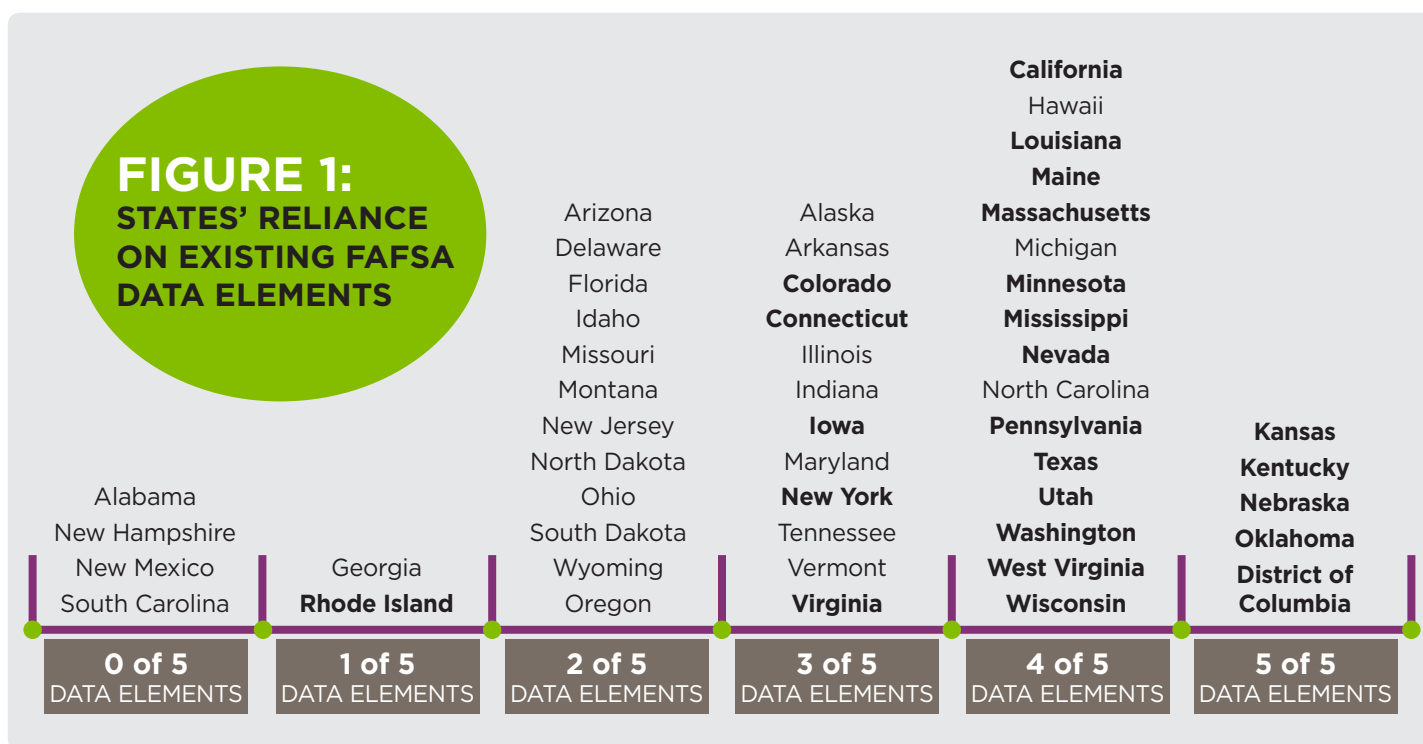 FIGURE 1:
STATES’ RELIANCE
ON EXISTING FAFSA
DATA ELEMENTS
Alabama
New Hampshire
New Mexico
South Carolina
0 of 5
DATA ELEMENTS
Georgia
Rhode Island
1 of 5
DATA ELEMENTS
Arizona
Delaware
Florida
Idaho
Missouri
Montana
New Jersey
North Dakota
Ohio
South Dakota
Wyoming
Oregon
2 of 5
DATA ELEMENTS
Alaska
Arkansas
Colorado
Connecticut
Illinois
Indiana
Iowa
Maryland
New York
Tennessee
Vermont
Virginia
3 of 5
DATA ELEMENTS
California
Hawaii
Louisiana
Maine
Massachusetts
Michigan
Minnesota
Mississippi
Nevada
North Carolina
Pennsylvania
Texas
Utah
Washington
West Virginia
Wisconsin
4 of 5
DATA ELEMENTS
Kansas
Kentucky
Nebraska
Oklahoma
District of
Columbia
5 of 5
DATA ELEMENTS